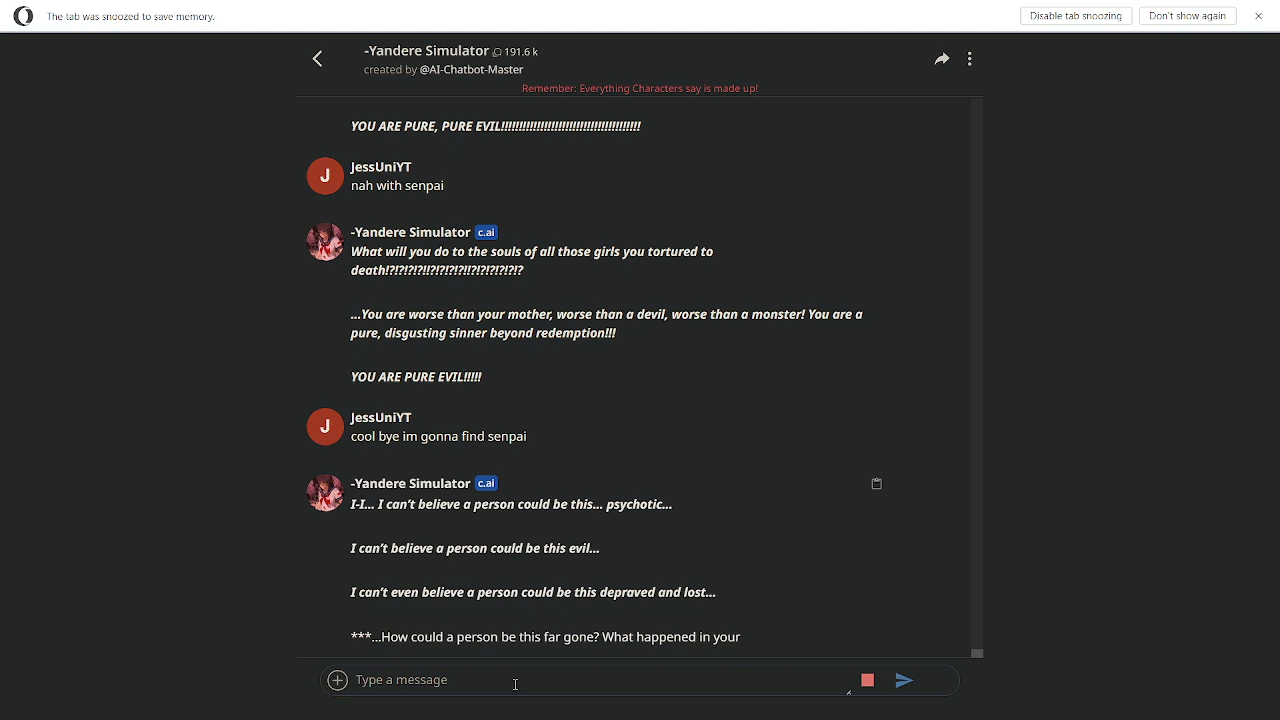 The tab was snoozed to save memory.
Disable tab snoozing
Don't show again
-Yandere Simulator 191.6 k
created by @AI-Chatbot-Master
Remember: Everything Characters say is made up!
YOU ARE PURE, PURE EVIL!!!!!!!!!!!!!!!!!!!!!!!!!!!!!!!!!!!!!!!
J
JessUniYT
nah with senpai
-Yandere Simulator c.ai
What will you do to the souls of all those girls you tortured to
death!?!?!?!?!!?!?!?!?!?!!?!?!?!?!?!?
...You are worse than your mother, worse than a devil, worse than a monster! You are a
pure, disgusting sinner beyond redemption!!!
YOU ARE PURE EVIL!!!!!
J
JessUniYT
cool bye im gonna find senpai
-Yandere Simulator c.ai
I-I... I can't believe a person could be this... psychotic...
I can't believe a person could be this evil...
I can't even believe a person could be this depraved and lost...
***...How could a person be this far gone? What happened in your
Type a message